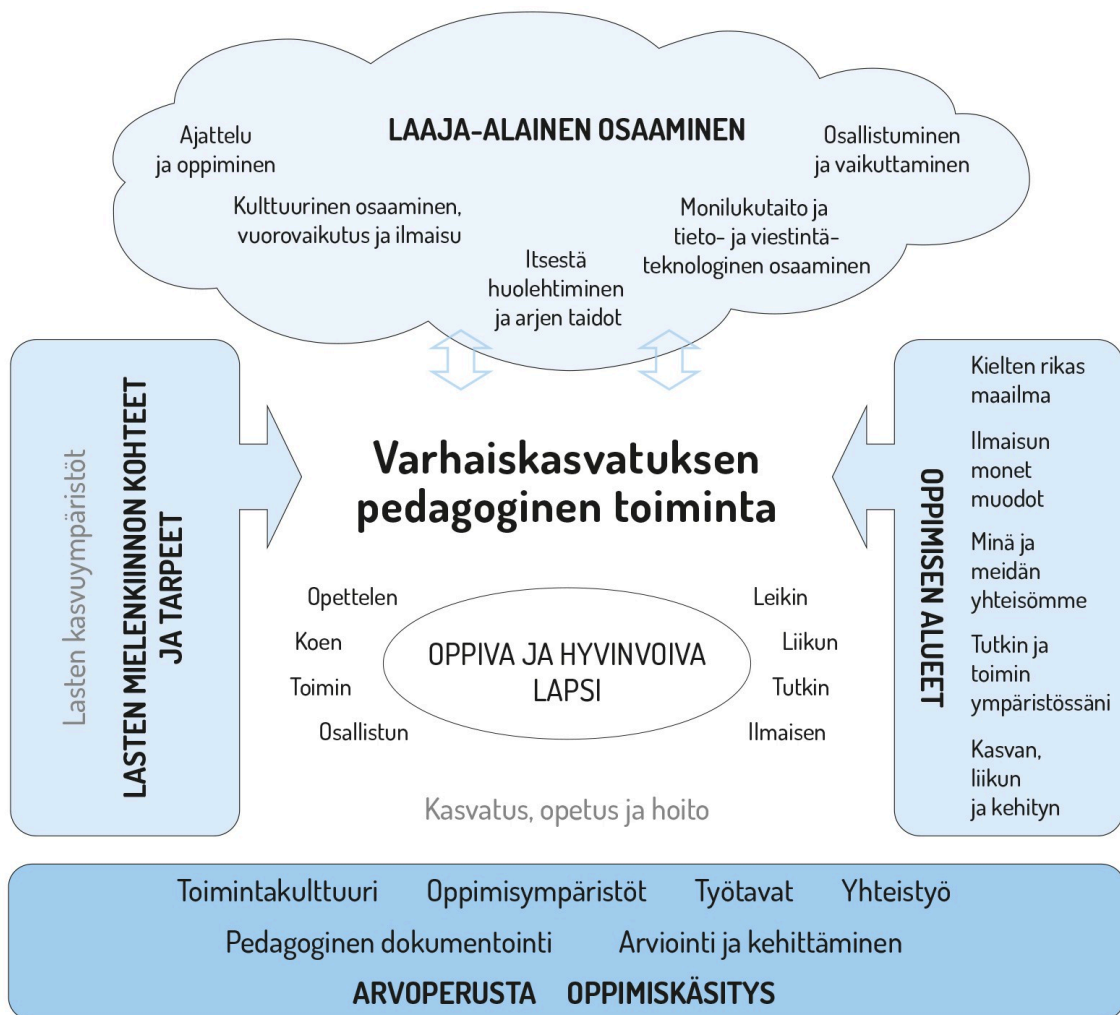 LAAJA-ALAINEN OSAAMINEN
Ajattelu
ja oppiminen
Kulttuurinen osaaminen,
vuorovaikutus ja ilmaisu
Itsestä
huolehtiminen
ja arjen taidot
Monilukutaito ja
tieto- ja viestintä-
teknologinen osaaminen
Osallistuminen
ja vaikuttaminen
Lasten kasvuympäristöt
LASTEN MIELENKIINNON KOHTEET
JA TARPEET
Varhaiskasvatuksen
pedagoginen toiminta
Opettelen
Koen
Toimin
Osallistun
OPPIVA JA HYVINVOIVA
LAPSI
Leikin
Liikun
Tutkin
Ilmaisen
Kasvatus, opetus ja hoito
OPPIMISEN ALUEET
Kielten rikas
maailma
Ilmaisun
monet
muodot
Minä ja
meidän
yhteisömme
Tutkin ja
toimin
ympäristössäni
Kasvan,
liikun
ja kehityn
Toimintakulttuuri Oppimisympäristöt Työtavat Yhteistyö
Pedagoginen dokumentointi Arviointi ja kehittäminen
ARVOPERUSTA OPPIMISKÄSITYS